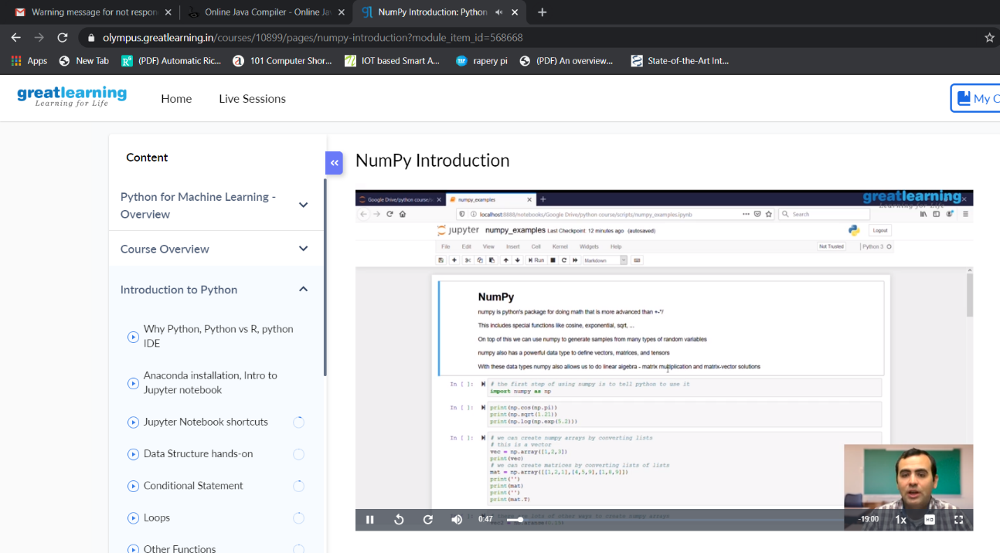 Warning message for not respon
Online Java Compiler - Online Jav
NumPy Introduction: Python
olympus.greatlearning.in/courses/10899/pages/numpy-introduction?module_item_id=568668
Apps
New Tab
(PDF) Automatic Ric...
101 Computer Shor...
IOT based Smart A...
rapery pi
(PDF) An overview...
State-of-the-Art Int...
greatlearning
Learning for Life
Home
Live Sessions
My C
Content
Python for Machine Learning -
Overview
Course Overview
Introduction to Python
Why Python, Python vs R, python
IDE
Anaconda installation, Intro to
Jupyter notebook
Jupyter Notebook shortcuts
Data Structure hands-on
Conditional Statement
Loops
Other Functions
NumPy Introduction
Google Drive/python course/
numpy_examples
greatlearning
Learning for Life
localhost:8888/notebooks/Google Drive/python course/scripts/numpy_examples.ipynb
Search
jupyter numpy_examples Last Checkpoint 12 minutes ago (autosaved)
Logout
File Edit View Insert Cell Kernel Widgets Help
Not Trusted
Python 3
Run
Markdown
NumPy
numpy is python's package for doing math that is more advanced than +-*/
This includes special functions like cosine, exponential, sqrt, ...
On top of this we can use numpy to generate samples from many types of random variables
numpy also has a powerful data type to define vectors, matrices, and tensors
With these data types numpy also allows us to do linear algebra - matrix multiplication and matrix-vector solutions
In [ ]: # the first step of using numpy is to tell python to use it
import numpy as np
In [ ]: print(np.cos(np.pi))
print(np.sqrt(1.21))
print(np.log(np.exp(5.2)))
In [ ]: # we can create numpy arrays by converting lists
# this is a vector
vec = np.array([1,2,3])
print(vec)
# we can create matrices by converting lists of lists
mat = np.array([[1,2,1],[4,5,9],[1,8,9]])
print('')
print(mat)
print('')
print(mat.T)
0:47
-19:00
1x
HD